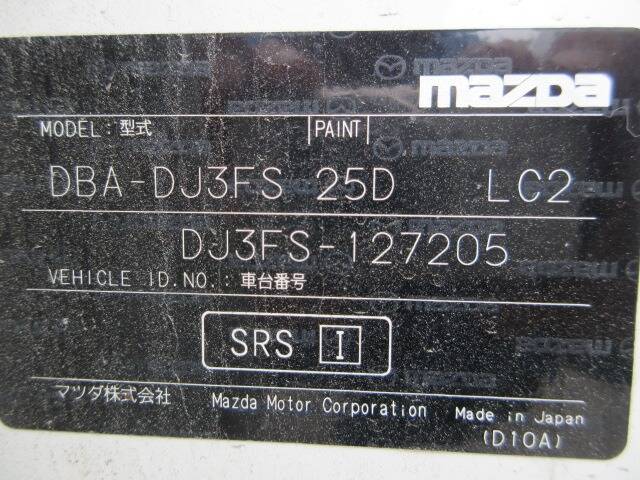 mazda
MODEL:型式 PAINT
DBA-DJ3FS 25D LC2
DJ3FS-127205
VEHICLE ID.NO.:車台番号
SRS I
マツダ株式会社 Mazda Motor Corporation Made in Japan
(D10A)